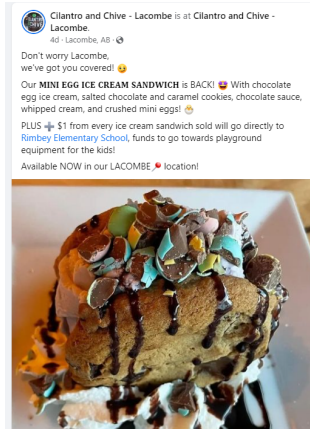 Cilantro and Chive - Lacombe is at Cilantro and Chive -
Lacombe.
4d · Lacombe, AB ·
Don't worry Lacombe,
we've got you covered! 😉
Our MINI EGG ICE CREAM SANDWICH is BACK! 🤩 With chocolate
egg ice cream, salted chocolate and caramel cookies, chocolate sauce,
whipped cream, and crushed mini eggs! 🐣
PLUS ➕ $1 from every ice cream sandwich sold will go directly to
Rimbey Elementary School, funds to go towards playground
equipment for the kids!
Available NOW in our LACOMBE📍 location!